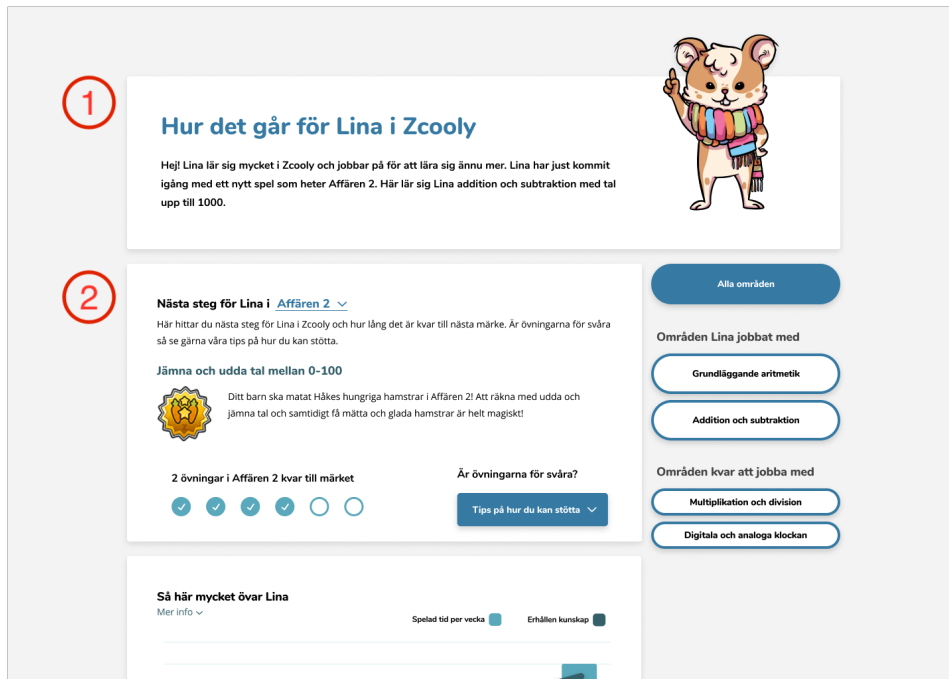 1
Hur det går för Lina i Zcooly
Hej! Lina lär sig mycket i Zcooly och jobbar på för att lära sig ännu mer. Lina har just kommit
igång med ett nytt spel som heter Affären 2. Här lär sig Lina addition och subtraktion med tal
upp till 1000.
2
Nästa steg för Lina i Affären 2
Här hittar du nästa steg för Lina i Zcooly och hur lång det är kvar till nästa märke. Är övningarna för svåra
så se gärna våra tips på hur du kan stötta.
Jämna och udda tal mellan 0-100
Ditt barn ska matat Håkes hungriga hamstrar i Affären 2! Att räkna med udda och
jämna tal och samtidigt få mätta och glada hamstrar är helt magiskt!
2 övningar i Affären 2 kvar till märket
Är övningarna för svåra?
Tips på hur du kan stötta
Alla områden
Områden Lina jobbat med
Grundläggande aritmetik
Addition och subtraktion
Områden kvar att jobba med
Multiplikation och division
Digitala och analoga klockan
Så här mycket övar Lina
Mer info
Spelad tid per vecka
Erhållen kunskap